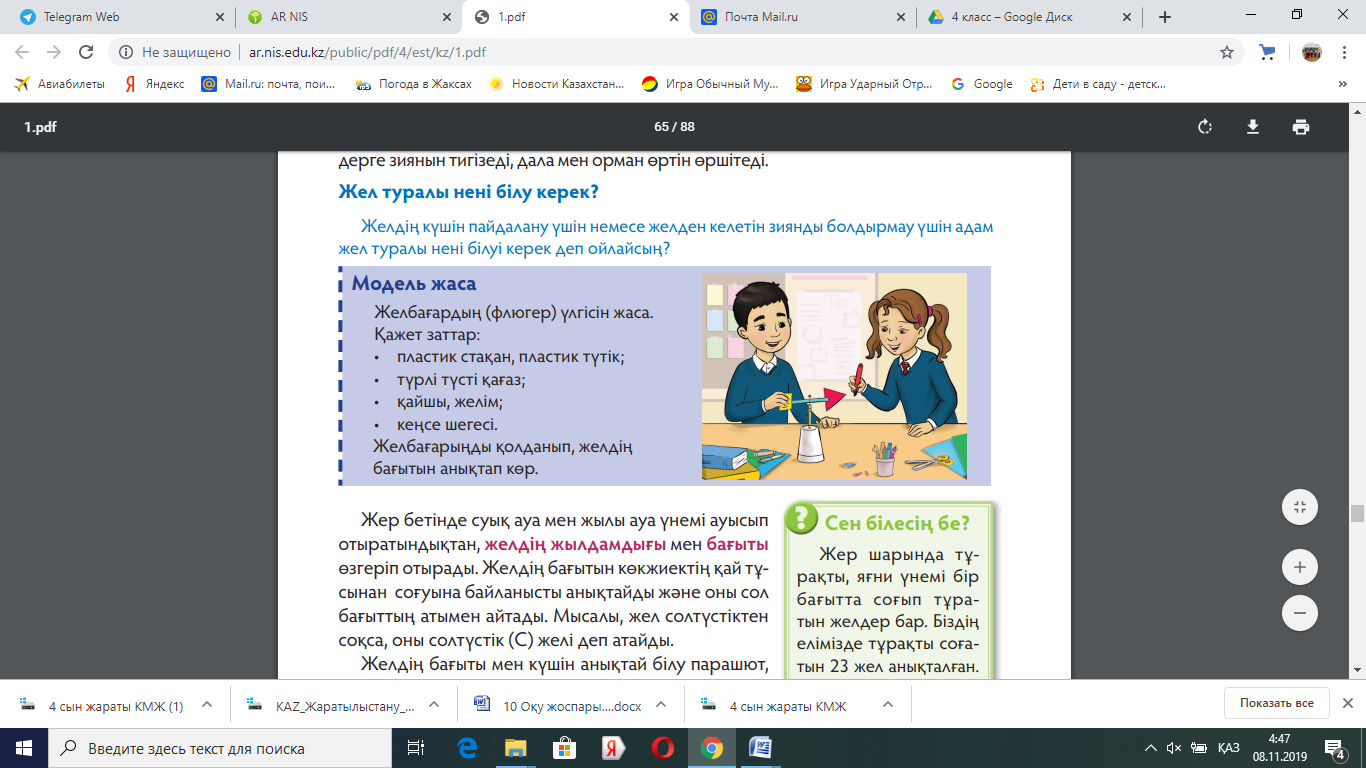 Telegram Web
AR NIS
1.pdf
Почта Mail.ru
4 класс – Google Диск
Не защищено | ar.nis.edu.kz/public/pdf/4/est/kz/1.pdf
Авиабилеты
Яндекс
Mail.ru: почта, пои...
Погода в Жаксах
Новости Казахстан...
Игра Обычный Му...
Игра Ударный Отр...
Google
Дети в саду - детск...
»
1.pdf
65 / 88
дерге зиянын тигізеді, дала мен орман өртін өршітеді.
Жел туралы нені білу керек?
Желдің күшін пайдалану үшін немесе желден келетін зиянды болдырмау үшін адам
жел туралы нені білуі керек деп ойлайсың?
Модель жаса
Желбағардың (флюгер) үлгісін жаса.
Қажет заттар:
• пластик стақан, пластик түтік;
• түрлі түсті қағаз;
• қайшы, желім;
• кеңсе шегесі.
Желбағарыңды қолданып, желдің
бағытын анықтап көр.
Жер бетінде суық ауа мен жылы ауа үнемі ауысып
отыратындықтан, желдің жылдамдығы мен бағыты
өзгеріп отырады. Желдің бағытын көкжиектің қай тұ-
сынан соғуына байланысты анықтайды және оны сол
бағыттың атымен айтады. Мысалы, жел солтүстіктен
соқса, оны солтүстік (С) желі деп атайды.
Желдің бағыты мен күшін анықтай білу парашют,
? Сен білесің бе?
Жер шарында тұ-
рақты, яғни үнемі бір
бағытта соғып тұра-
тын желдер бар. Біздің
елімізде тұрақты соға-
тын 23 жел анықталған.
4 сын жараты КМЖ (1)
KAZ_Жаратылыстану_...
10 Оқу жоспары....docx
4 сын жараты КМЖ
Показать все
Введите здесь текст для поиска
ҚАЗ
4:47
08.11.2019
4